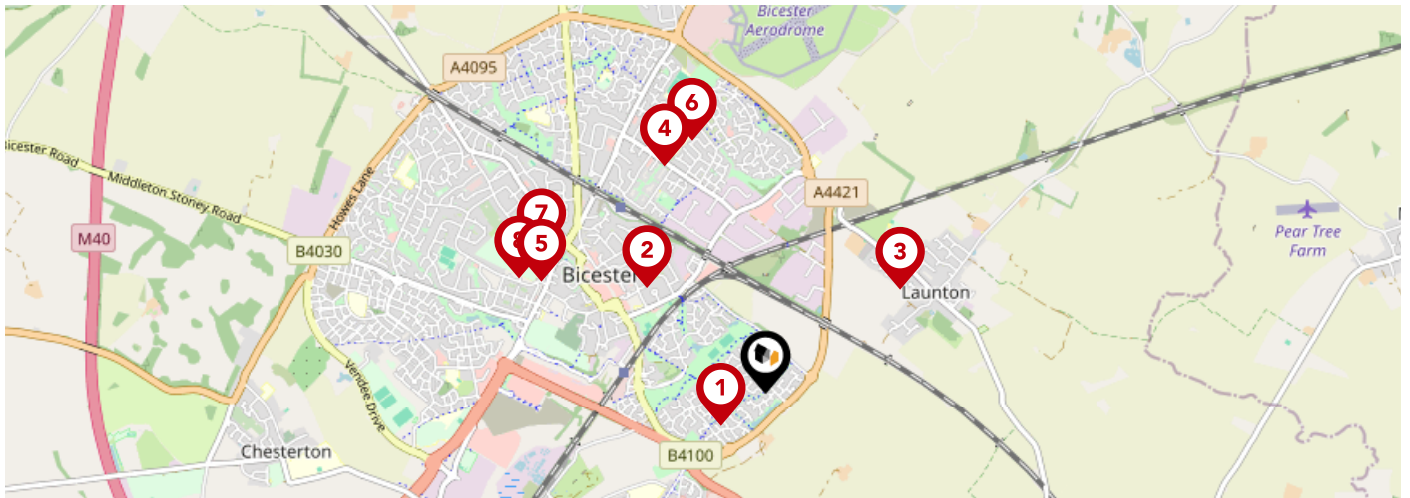 Bicester
Aerodrome
A4095
6
4
Bicester Road
Middleton Stoney Road
Howes Lane
A4421
M40
B4030
7
8
5
2
3
Pear Tree
Farm
Bicester
Launton
1
Vendee Drive
Chesterton
B4100